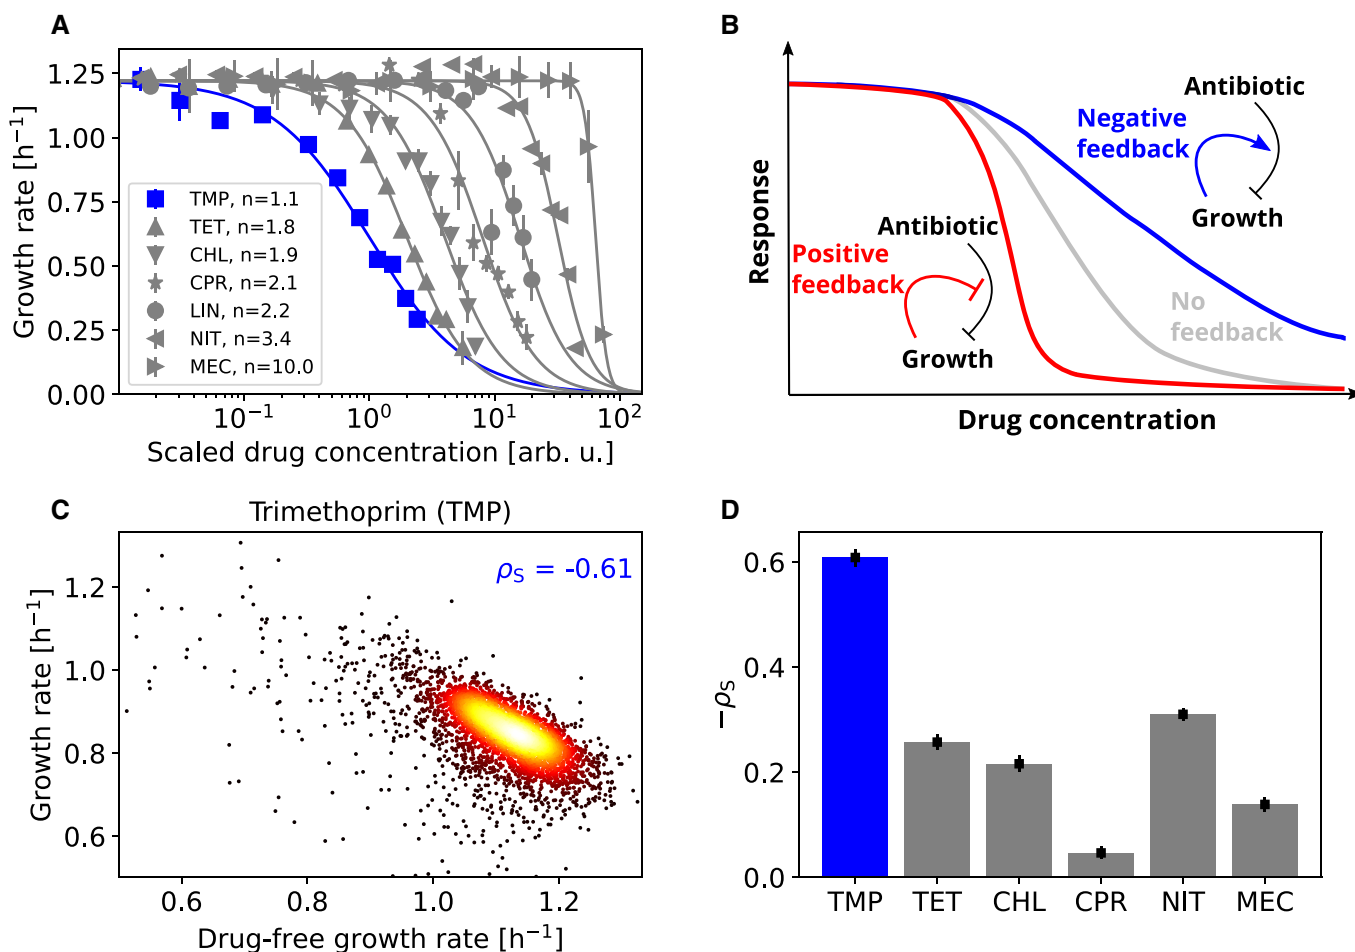 A
Growth rate [h⁻¹]
1.25
1.00
0.75
0.50
0.25
0.00
TMP, n=1.1
TET, n=1.8
CHL, n=1.9
CPR, n=2.1
LIN, n=2.2
NIT, n=3.4
MEC, n=10.0
10⁻¹ 10⁰ 10¹ 10²
Scaled drug concentration [arb. u.]
B
Response
Antibiotic
Negative
feedback
Growth
Antibiotic
Positive
feedback
Growth
No
feedback
Drug concentration
C
Trimethoprim (TMP)
ρS = -0.61
Growth rate [h⁻¹]
1.2
1.0
0.8
0.6
0.6 0.8 1.0 1.2
Drug-free growth rate [h⁻¹]
D
−ρS
0.6
0.4
0.2
0.0
TMP TET CHL CPR NIT MEC